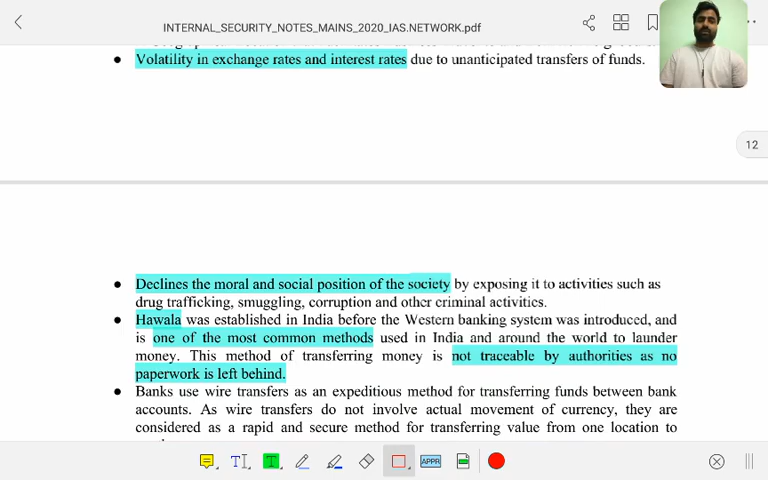 INTERNAL_SECURITY_NOTES_MAINS_2020_IAS.NETWORK.pdf
● Volatility in exchange rates and interest rates due to unanticipated transfers of funds.
12
● Declines the moral and social position of the society by exposing it to activities such as
drug trafficking, smuggling, corruption and other criminal activities.
● Hawala was established in India before the Western banking system was introduced, and
is one of the most common methods used in India and around the world to launder
money. This method of transferring money is not traceable by authorities as no
paperwork is left behind.
● Banks use wire transfers as an expeditious method for transferring funds between bank
accounts. As wire transfers do not involve actual movement of currency, they are
considered as a rapid and secure method for transferring value from one location to
T
T
APPR